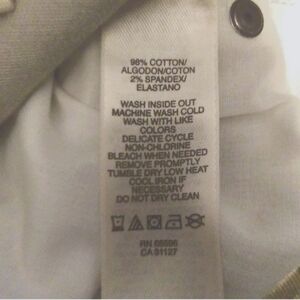 98% COTTON/
ALGODON/COTON
2% SPANDEX/
ELASTANO
WASH INSIDE OUT
MACHINE WASH COLD
WASH WITH LIKE
COLORS
DELICATE CYCLE
NON-CHLORINE
BLEACH WHEN NEEDED
REMOVE PROMPTLY
TUMBLE DRY LOW HEAT
COOL IRON IF
NECESSARY
DO NOT DRY CLEAN
RN 05596
CA 31127